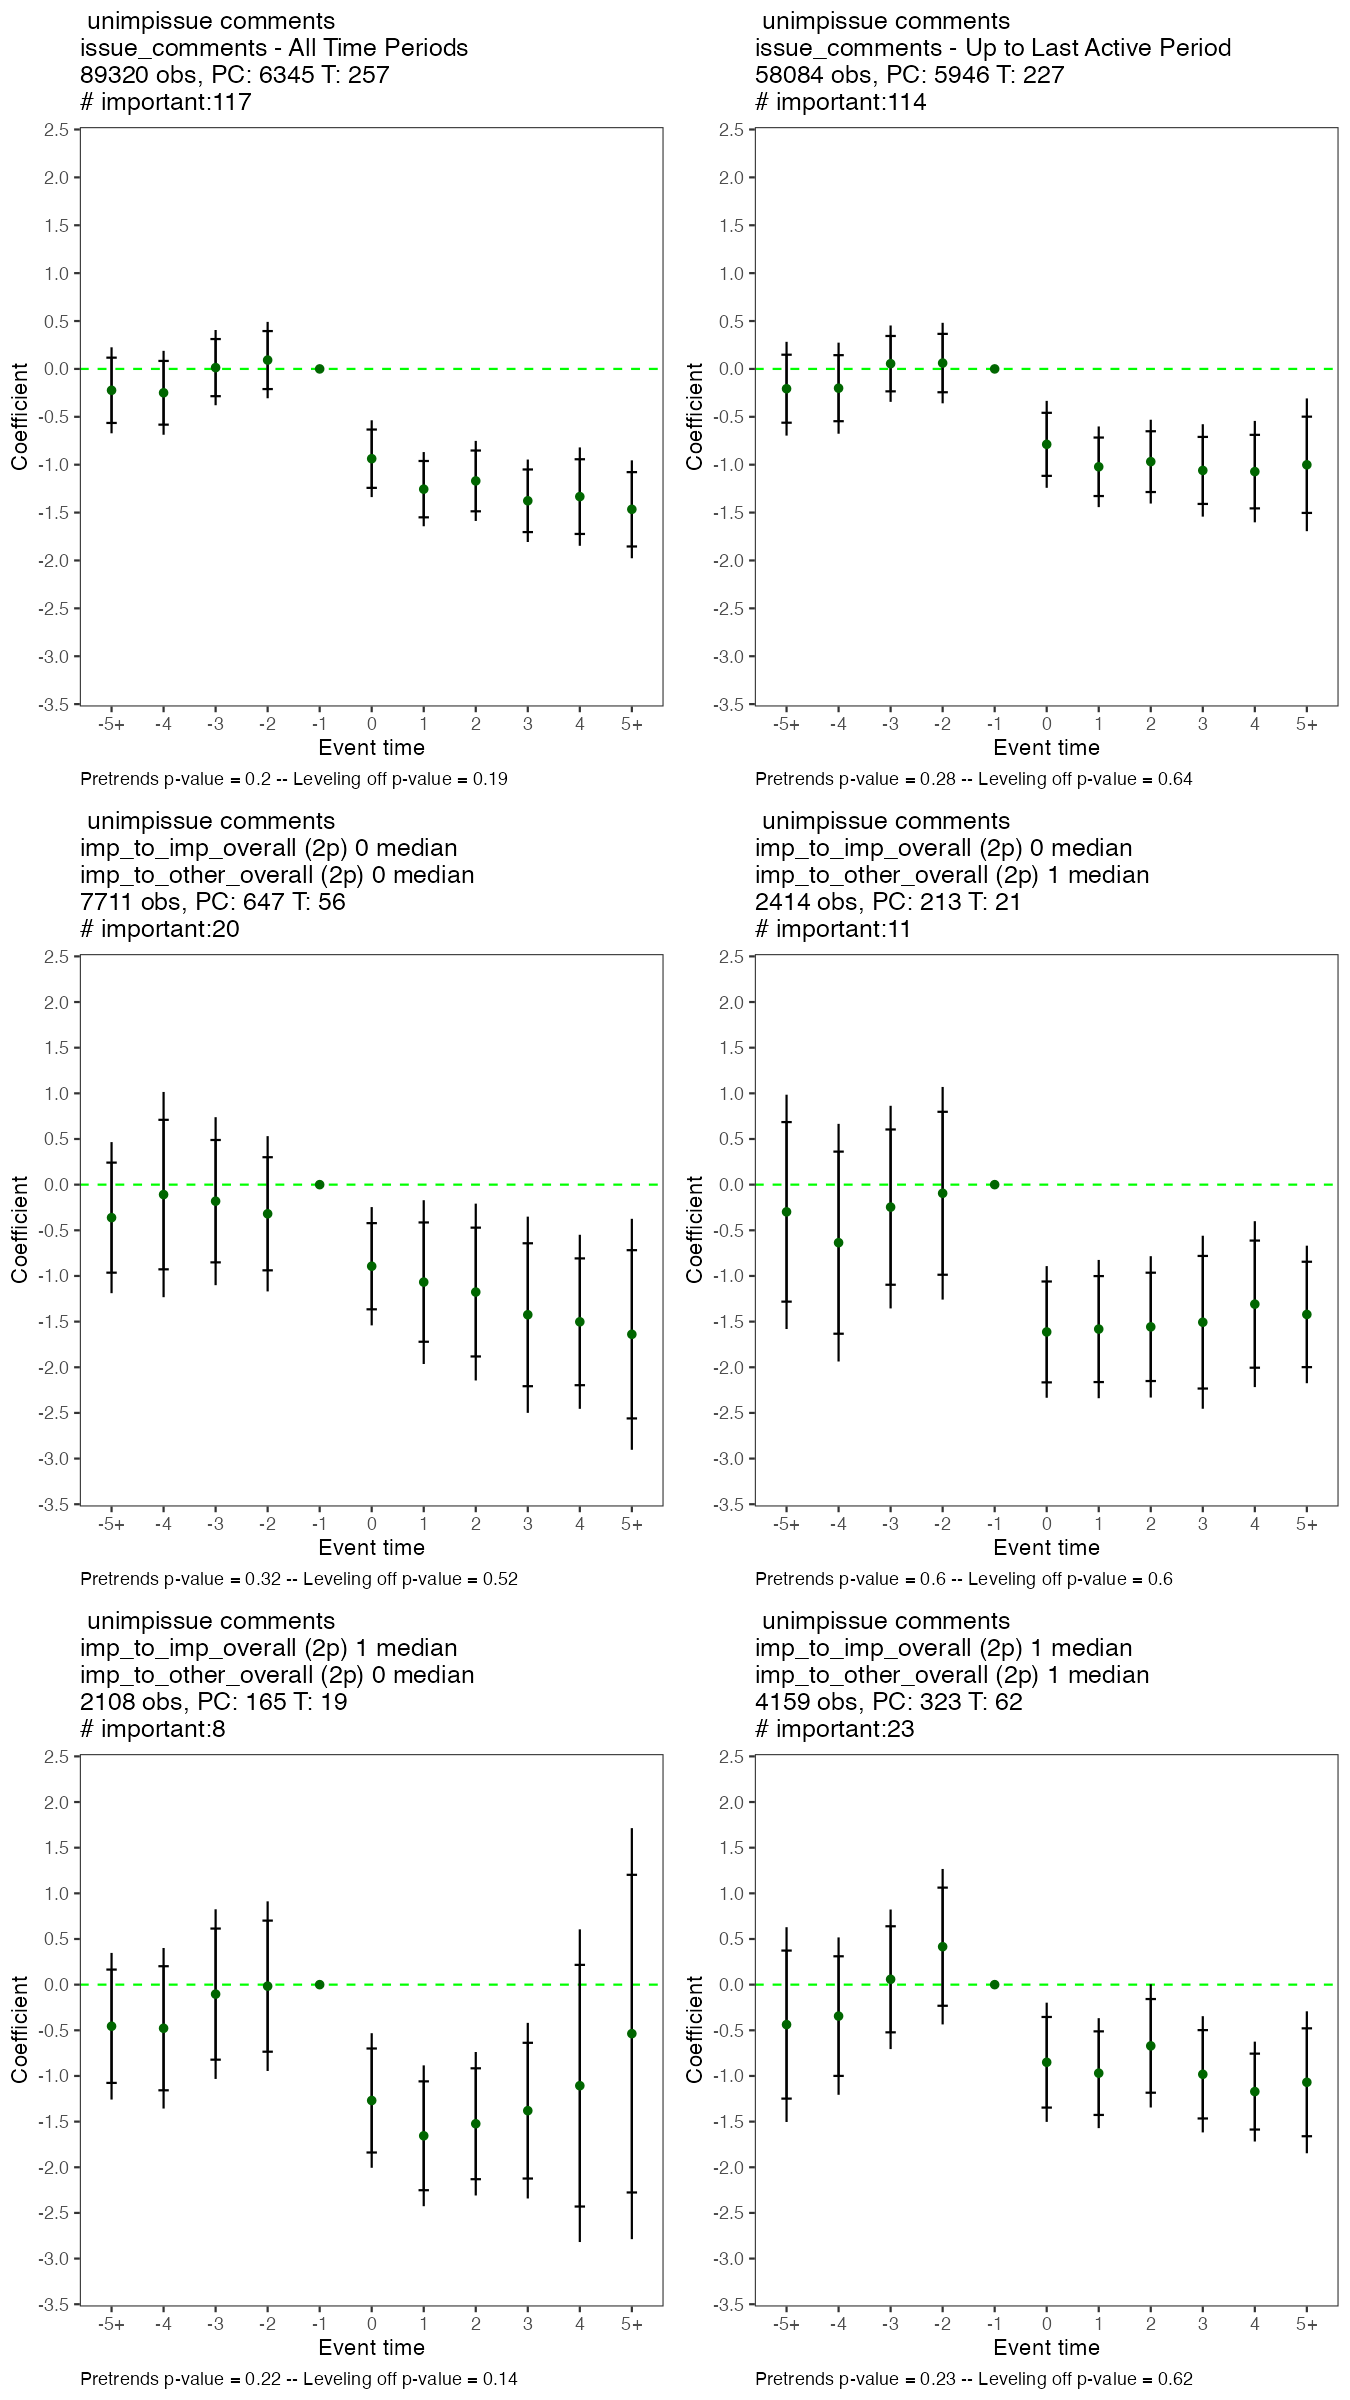 unimpissue comments
issue_comments - All Time Periods
89320 obs, PC: 6345 T: 257
# important:117
2.5
2.0
1.5
1.0
0.5
0.0
-0.5
-1.0
-1.5
-2.0
-2.5
-3.0
-3.5
Coefficient
-5+ -4 -3 -2 -1 0 1 2 3 4 5+
Event time
Pretrends p-value = 0.2 -- Leveling off p-value = 0.19
unimpissue comments
issue_comments - Up to Last Active Period
58084 obs, PC: 5946 T: 227
# important:114
2.5
2.0
1.5
1.0
0.5
0.0
-0.5
-1.0
-1.5
-2.0
-2.5
-3.0
-3.5
Coefficient
-5+ -4 -3 -2 -1 0 1 2 3 4 5+
Event time
Pretrends p-value = 0.28 -- Leveling off p-value = 0.64
unimpissue comments
imp_to_imp_overall (2p) 0 median
imp_to_other_overall (2p) 0 median
7711 obs, PC: 647 T: 56
# important:20
2.5
2.0
1.5
1.0
0.5
0.0
-0.5
-1.0
-1.5
-2.0
-2.5
-3.0
-3.5
Coefficient
-5+ -4 -3 -2 -1 0 1 2 3 4 5+
Event time
Pretrends p-value = 0.32 -- Leveling off p-value = 0.52
unimpissue comments
imp_to_imp_overall (2p) 0 median
imp_to_other_overall (2p) 1 median
2414 obs, PC: 213 T: 21
# important:11
2.5
2.0
1.5
1.0
0.5
0.0
-0.5
-1.0
-1.5
-2.0
-2.5
-3.0
-3.5
Coefficient
-5+ -4 -3 -2 -1 0 1 2 3 4 5+
Event time
Pretrends p-value = 0.6 -- Leveling off p-value = 0.6
unimpissue comments
imp_to_imp_overall (2p) 1 median
imp_to_other_overall (2p) 0 median
2108 obs, PC: 165 T: 19
# important:8
2.5
2.0
1.5
1.0
0.5
0.0
-0.5
-1.0
-1.5
-2.0
-2.5
-3.0
-3.5
Coefficient
-5+ -4 -3 -2 -1 0 1 2 3 4 5+
Event time
Pretrends p-value = 0.22 -- Leveling off p-value = 0.14
unimpissue comments
imp_to_imp_overall (2p) 1 median
imp_to_other_overall (2p) 1 median
4159 obs, PC: 323 T: 62
# important:23
2.5
2.0
1.5
1.0
0.5
0.0
-0.5
-1.0
-1.5
-2.0
-2.5
-3.0
-3.5
Coefficient
-5+ -4 -3 -2 -1 0 1 2 3 4 5+
Event time
Pretrends p-value = 0.23 -- Leveling off p-value = 0.62